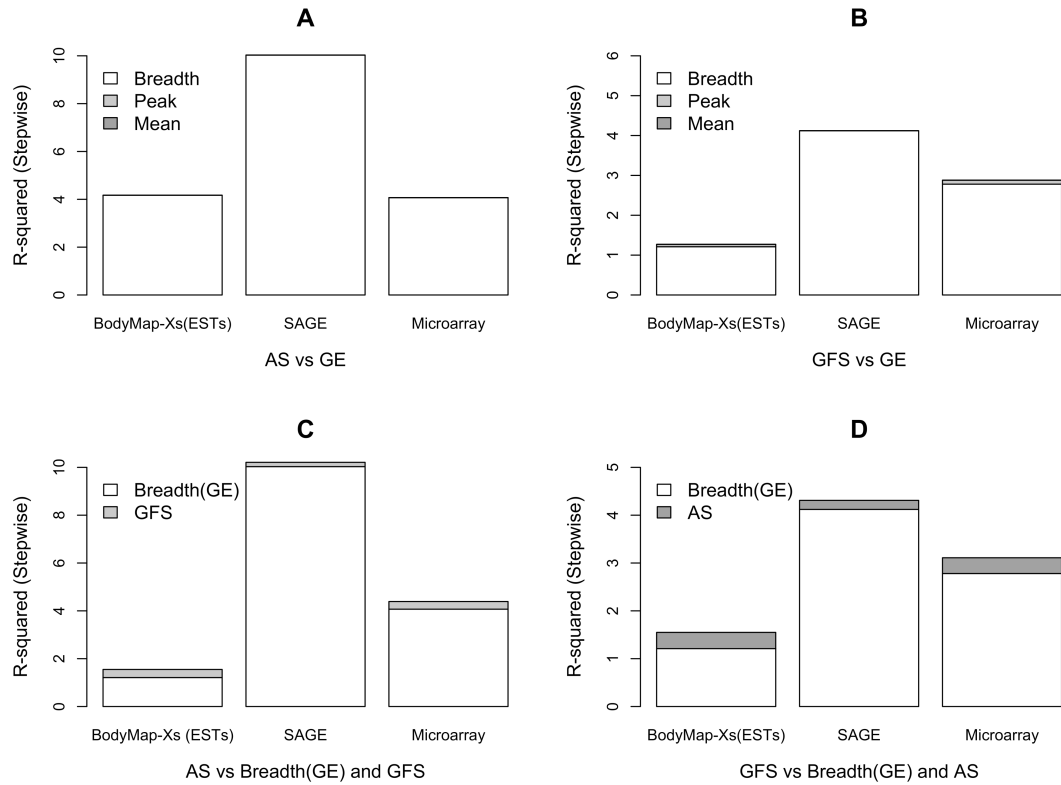 A
R-squared (Stepwise)
0 2 4 6 8 10
Breadth
Peak
Mean
BodyMap-Xs(ESTs) SAGE Microarray
AS vs GE
B
R-squared (Stepwise)
0 1 2 3 4 5 6
Breadth
Peak
Mean
BodyMap-Xs(ESTs) SAGE Microarray
GFS vs GE
C
R-squared (Stepwise)
0 2 4 6 8 10
Breadth(GE)
GFS
BodyMap-Xs (ESTs) SAGE Microarray
AS vs Breadth(GE) and GFS
D
R-squared (Stepwise)
0 1 2 3 4 5
Breadth(GE)
AS
BodyMap-Xs(ESTs) SAGE Microarray
GFS vs Breadth(GE) and AS